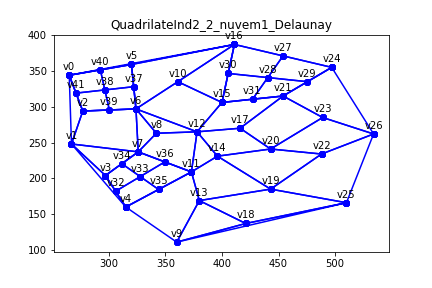 QuadrilateInd2_2_nuvem1_Delaunay
400
350
300
250
200
150
100
300
350
400
450
500
v16
v27
v5
v40
v24
v0
v30
v28
v29
v10
v37
v41
v38
v15
v31
v21
v2
v39
v6
v23
v12
v17
v8
v26
v1
v7
v20
v14
v22
v34
v36
v11
v3
v33
v32
v35
v19
v4
v13
v25
v18
v9